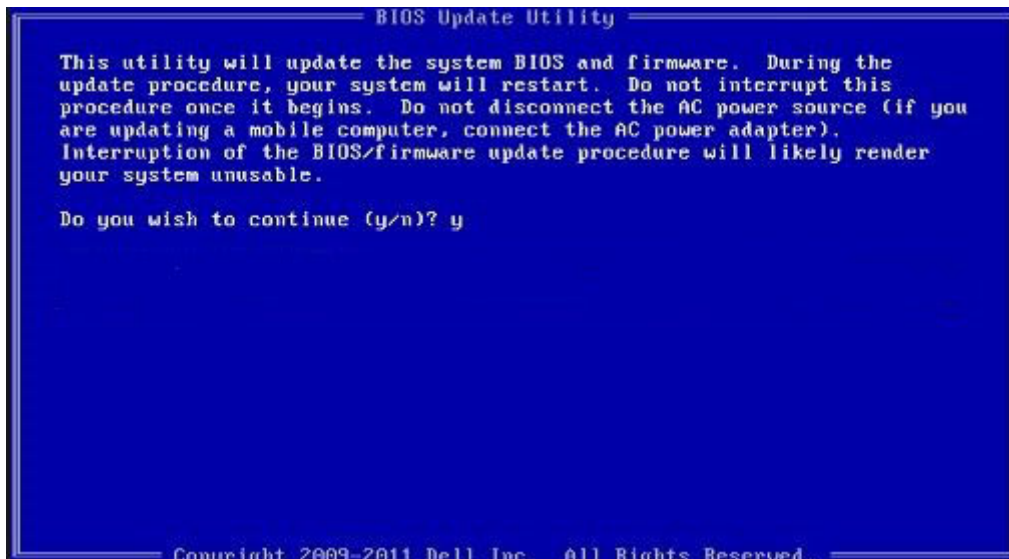 BIOS Update Utility
This utility will update the system BIOS and firmware. During the
update procedure, your system will restart. Do not interrupt this
procedure once it begins. Do not disconnect the AC power source (if you
are updating a mobile computer, connect the AC power adapter).
Interruption of the BIOS/firmware update procedure will likely render
your system unusable.
Do you wish to continue (y/n)? y
Copyright 2009-2011 Dell Inc. All Rights Reserved.